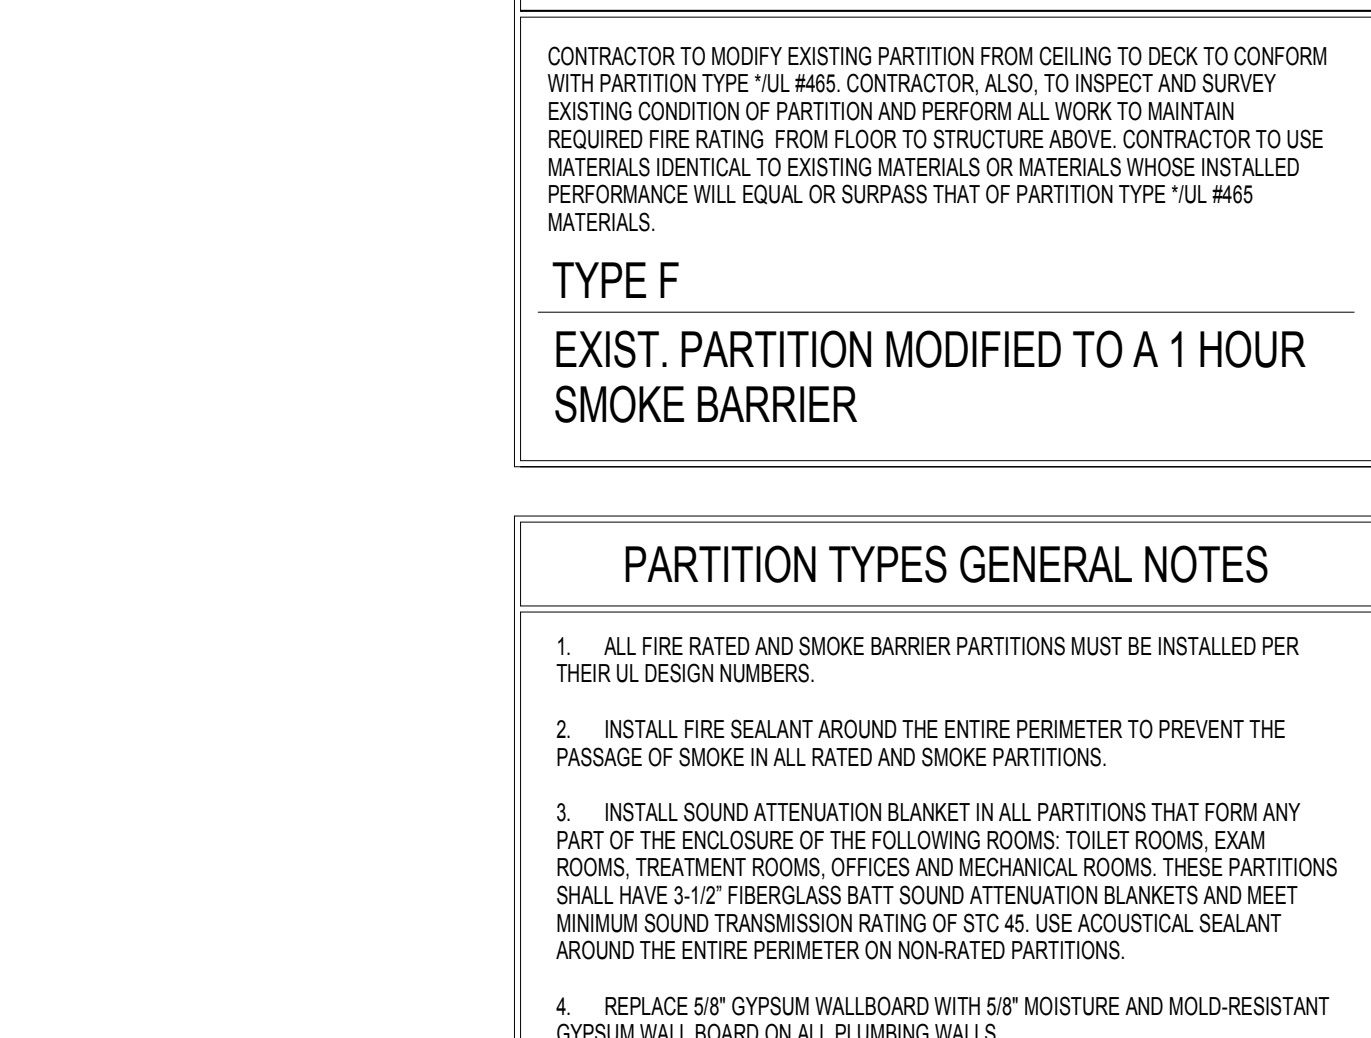 CONTRACTOR TO MODIFY EXISTING PARTITION FROM CEILING TO DECK TO CONFORM
WITH PARTITION TYPE */UL #465. CONTRACTOR, ALSO, TO INSPECT AND SURVEY
EXISTING CONDITION OF PARTITION AND PERFORM ALL WORK TO MAINTAIN
REQUIRED FIRE RATING  FROM FLOOR TO STRUCTURE ABOVE. CONTRACTOR TO USE
MATERIALS IDENTICAL TO EXISTING MATERIALS OR MATERIALS WHOSE INSTALLED
PERFORMANCE WILL EQUAL OR SURPASS THAT OF PARTITION TYPE */UL #465
MATERIALS.
TYPE F
EXIST. PARTITION MODIFIED TO A 1 HOUR
SMOKE BARRIER
PARTITION TYPES GENERAL NOTES
1. ALL FIRE RATED AND SMOKE BARRIER PARTITIONS MUST BE INSTALLED PER
THEIR UL DESIGN NUMBERS.
2. INSTALL FIRE SEALANT AROUND THE ENTIRE PERIMETER TO PREVENT THE
PASSAGE OF SMOKE IN ALL RATED AND SMOKE PARTITIONS.
3. INSTALL SOUND ATTENUATION BLANKET IN ALL PARTITIONS THAT FORM ANY
PART OF THE ENCLOSURE OF THE FOLLOWING ROOMS: TOILET ROOMS, EXAM
ROOMS, TREATMENT ROOMS, OFFICES AND MECHANICAL ROOMS. THESE PARTITIONS
SHALL HAVE 3-1/2” FIBERGLASS BATT SOUND ATTENUATION BLANKETS AND MEET
MINIMUM SOUND TRANSMISSION RATING OF STC 45. USE ACOUSTICAL SEALANT
AROUND THE ENTIRE PERIMETER ON NON-RATED PARTITIONS.
4. REPLACE 5/8" GYPSUM WALLBOARD WITH 5/8" MOISTURE AND MOLD-RESISTANT
GYPSUM WALL BOARD ON ALL PLUMBING WALLS.